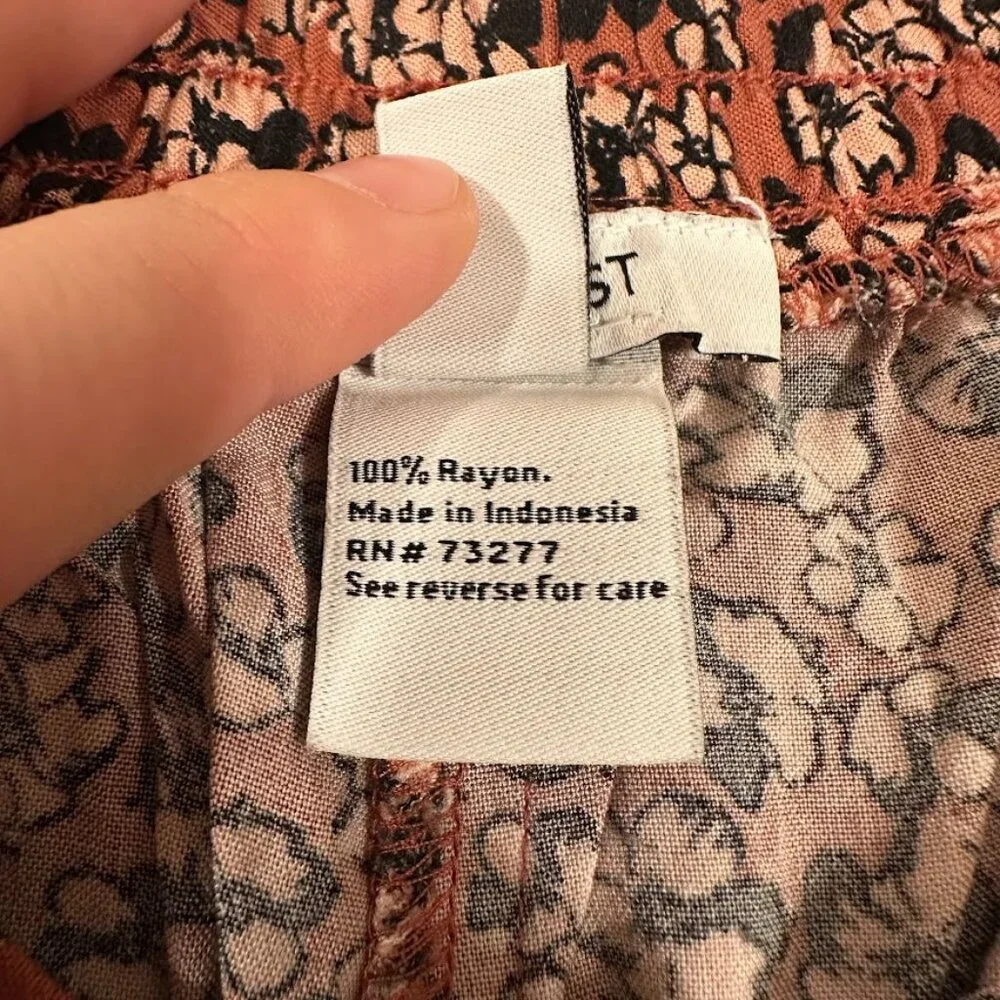 ST
100% Rayon.
Made in Indonesia
RN# 73277
See reverse for care